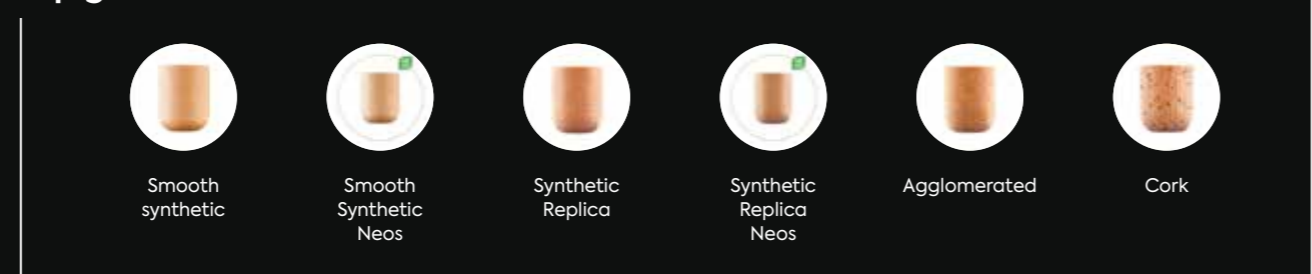 Smooth
synthetic
Smooth
Synthetic
Neos
Synthetic
Replica
Synthetic
Replica
Neos
Agglomerated
Cork